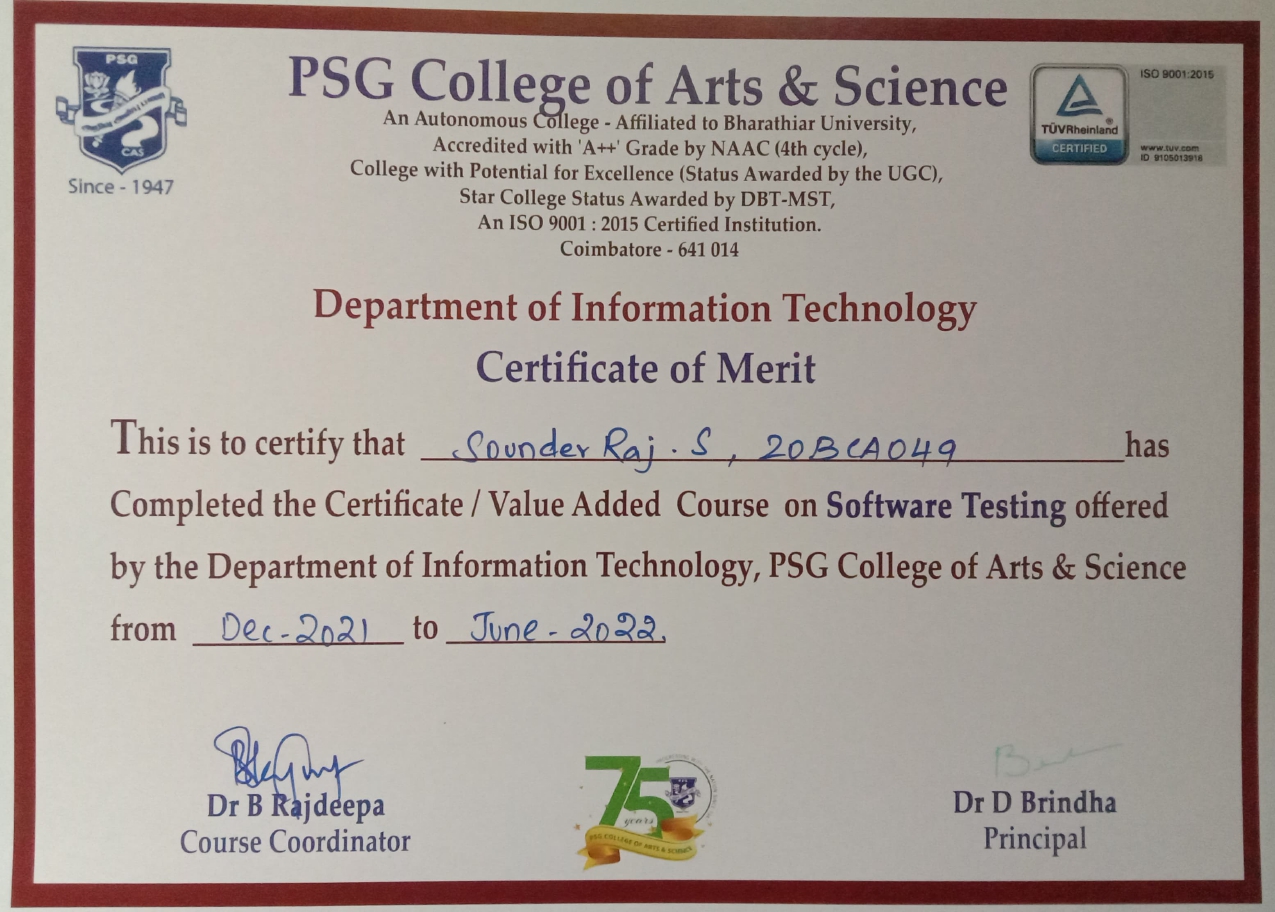 PSG
CAS
Since - 1947
PSG College of Arts & Science
An Autonomous College - Affiliated to Bharathiar University,
Accredited with 'A++' Grade by NAAC (4th cycle),
College with Potential for Excellence (Status Awarded by the UGC),
Star College Status Awarded by DBT-MST,
An ISO 9001 : 2015 Certified Institution.
Coimbatore - 641 014
TÜVRheinland®
CERTIFIED
ISO 9001:2015
www.tuv.com
ID 9105013916
Department of Information Technology
Certificate of Merit
This is to certify that Sounder Raj . S , 20BCA049 has
Completed the Certificate / Value Added Course on Software Testing offered
by the Department of Information Technology, PSG College of Arts & Science
from Dec-2021 to June - 2022.
Dr B Rajdeepa
Course Coordinator
75
years
PSG COLLEGE OF ARTS & SCIENCE
Dr D Brindha
Principal